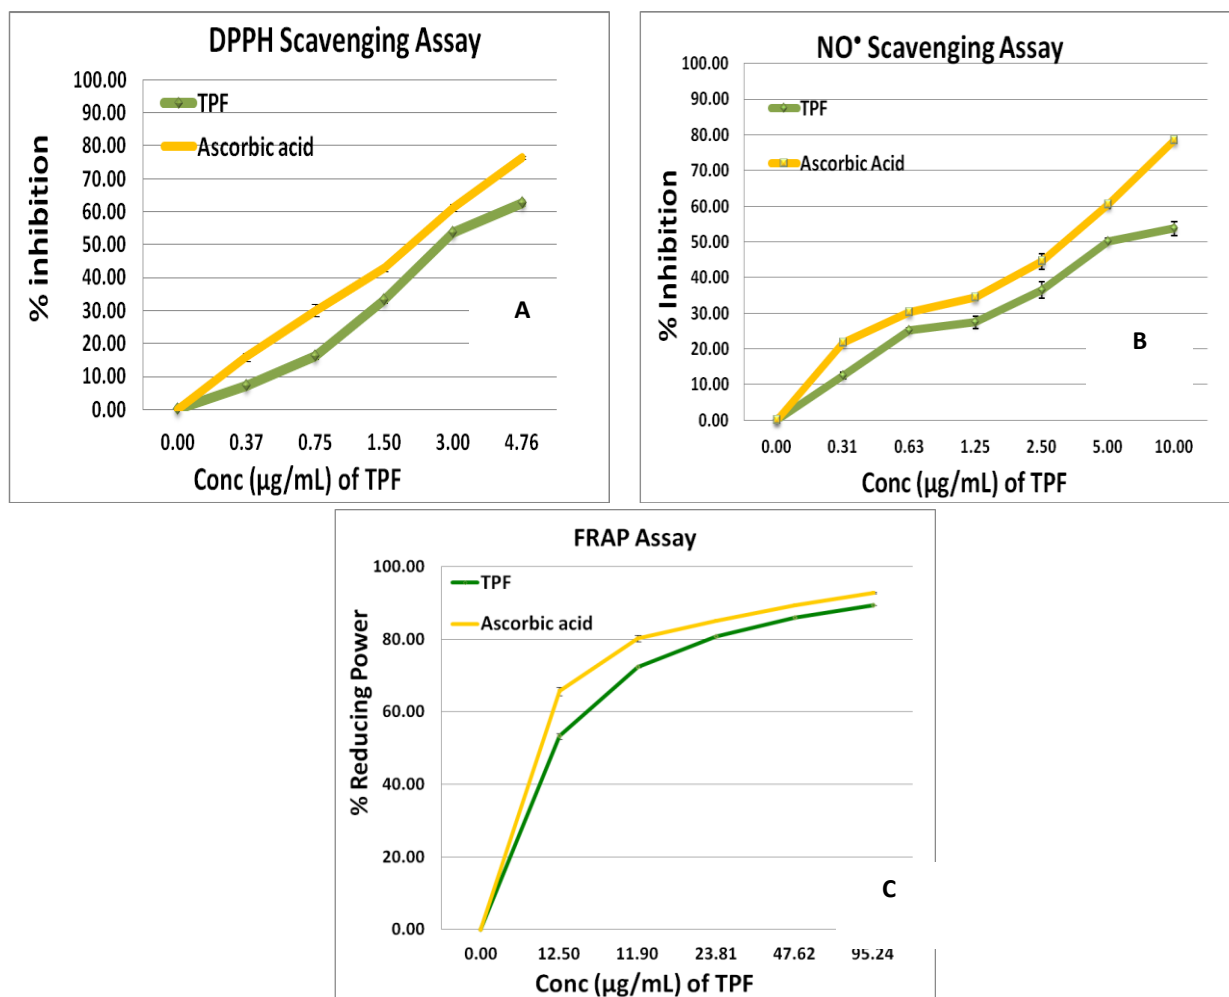 DPPH Scavenging Assay
100.00
90.00
80.00
70.00
60.00
50.00
40.00
30.00
20.00
10.00
0.00
% inhibition
TPF
Ascorbic acid
A
0.00 0.37 0.75 1.50 3.00 4.76
Conc (µg/mL) of TPF
NO• Scavenging Assay
100.00
90.00
80.00
70.00
60.00
50.00
40.00
30.00
20.00
10.00
0.00
% Inhibition
TPF
Ascorbic Acid
B
0.00 0.31 0.63 1.25 2.50 5.00 10.00
Conc (µg/mL) of TPF
FRAP Assay
100.00
80.00
60.00
40.00
20.00
0.00
% Reducing Power
TPF
Ascorbic acid
C
0.00 12.50 11.90 23.81 47.62 95.24
Conc (µg/mL) of TPF